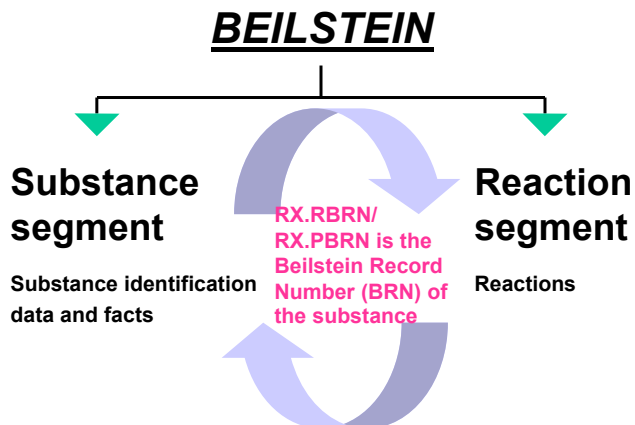 BEILSTEIN
Substance
segment
Substance identification
data and facts
RX.RBRN/
RX.PBRN is the
Beilstein Record
Number (BRN) of
the substance
Reaction
segment
Reactions